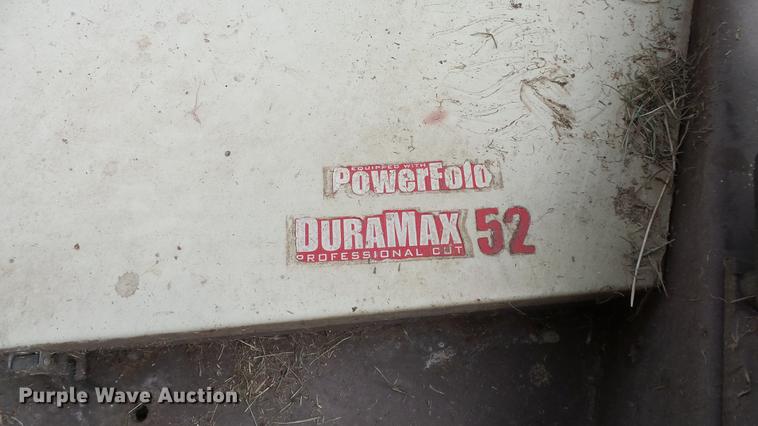 EQUIPPED WITH
PowerFold
DURAMAX 52
PROFESSIONAL CUT
Purple Wave Auction